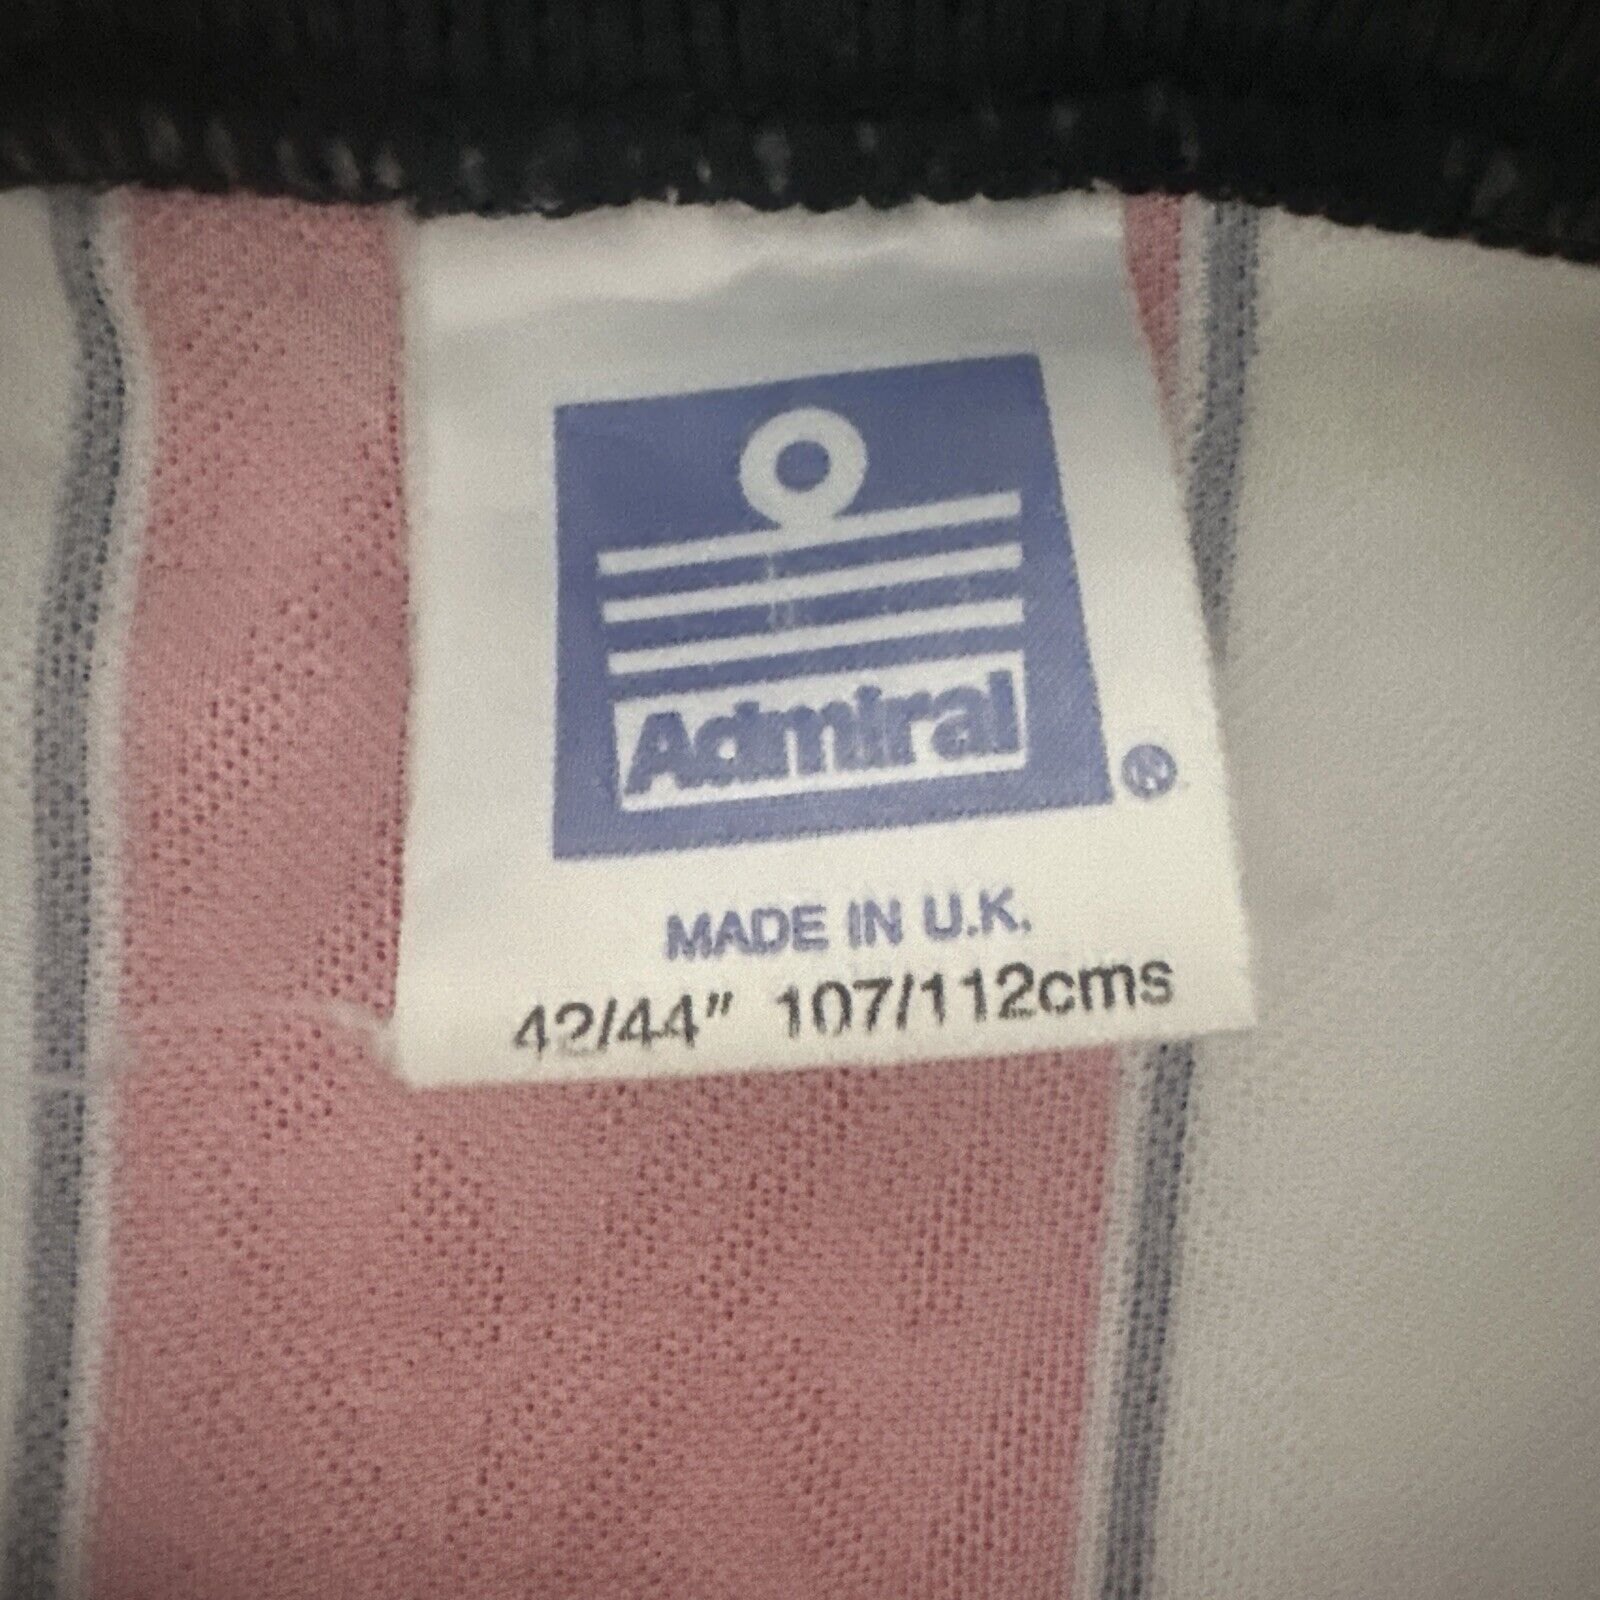 Admiral
®
MADE IN U.K.
42/44" 107/112cms